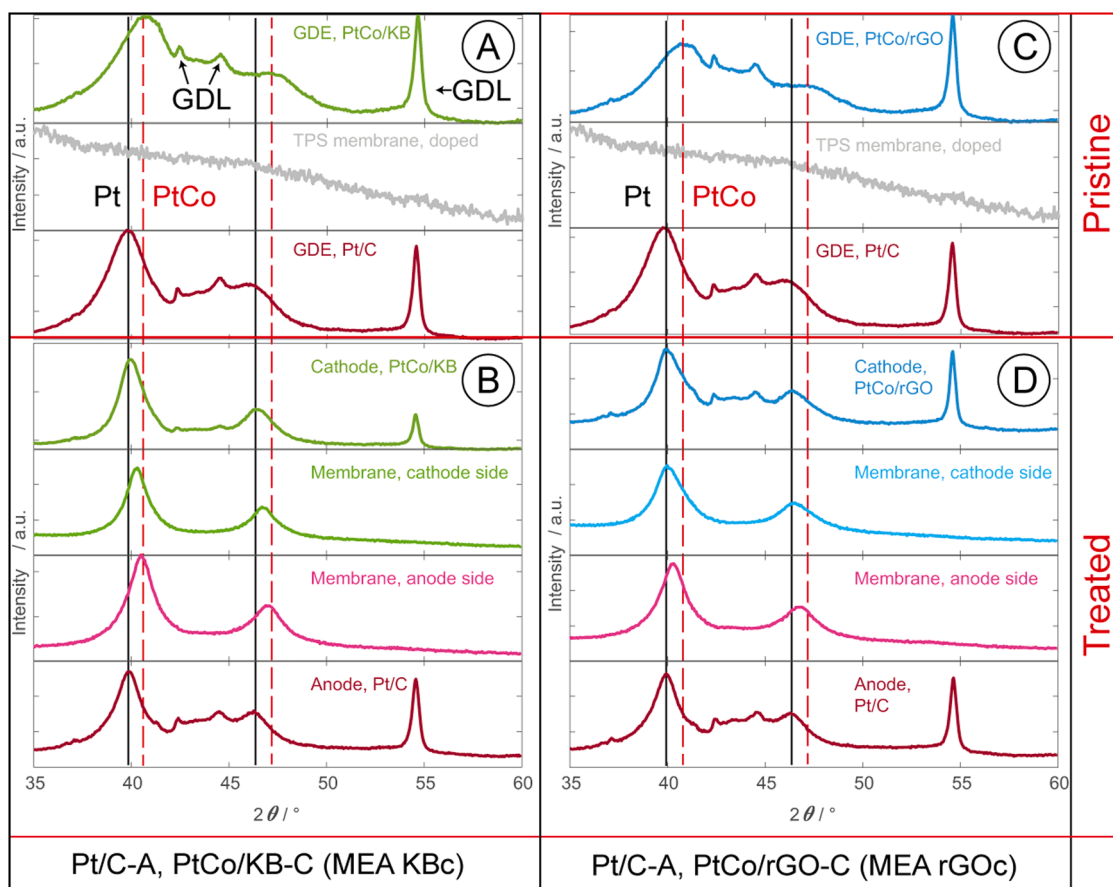 GDE, PtCo/KB
A
GDL
GDL
TPS membrane, doped
Intensity / a.u.
Pt
PtCo
GDE, Pt/C
GDE, PtCo/rGO
C
TPS membrane, doped
Intensity / a.u.
Pt
PtCo
GDE, Pt/C
Pristine
Cathode, PtCo/KB
B
Membrane, cathode side
Intensity / a.u.
Membrane, anode side
Anode, Pt/C
35 40 45 50 55 60
2θ / °
Cathode,
PtCo/rGO
D
Membrane, cathode side
Intensity / a.u.
Membrane, anode side
Anode,
Pt/C
35 40 45 50 55 60
2θ / °
Treated
Pt/C-A, PtCo/KB-C (MEA KBc)
Pt/C-A, PtCo/rGO-C (MEA rGOc)